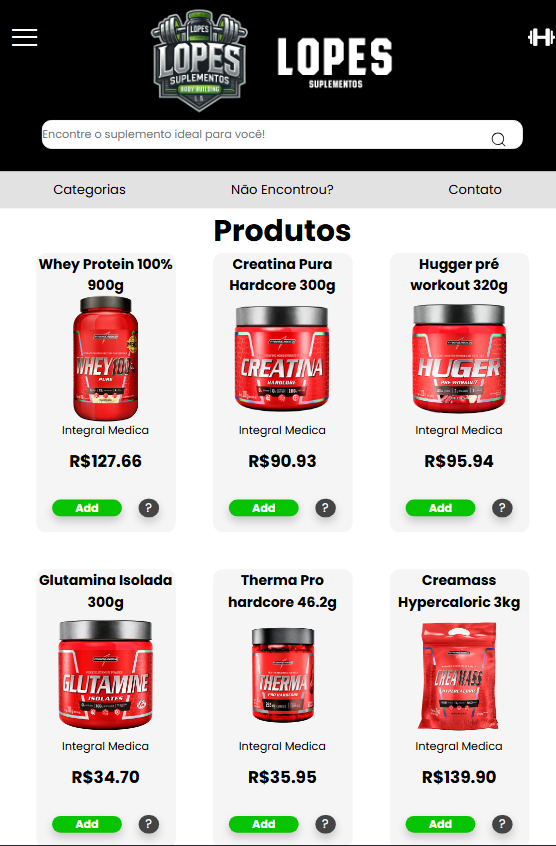 LOPES
LOPES
SUPLEMENTOS
BODY BUILDING
LOPES
SUPLEMENTOS
Encontre o suplemento ideal para você!
Categorias Não Encontrou? Contato
Produtos
Whey Protein 100%
900g
WHEY 100%
PURE
Integral Medica
R$127.66
Add ?
Creatina Pura
Hardcore 300g
CREATINA
HARDCORE
Integral Medica
R$90.93
Add ?
Hugger pré
workout 320g
HUGER
PRE-WORKOUT
Integral Medica
R$95.94
Add ?
Glutamina Isolada
300g
GLUTAMINE
ISOLATES
Integral Medica
R$34.70
Add ?
Therma Pro
hardcore 46.2g
THERMA
PRO HARDCORE
Integral Medica
R$35.95
Add ?
Creamass
Hypercaloric 3kg
CREAMASS
HYPERCALORIC
Integral Medica
R$139.90
Add ?